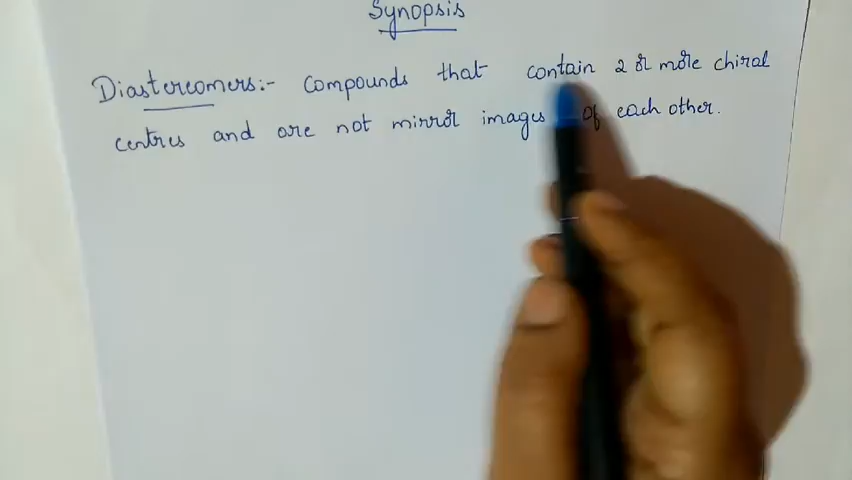 Synopsis
Diastereomers:- compounds that contain 2 or more chiral
centres and are not mirror images of each other.